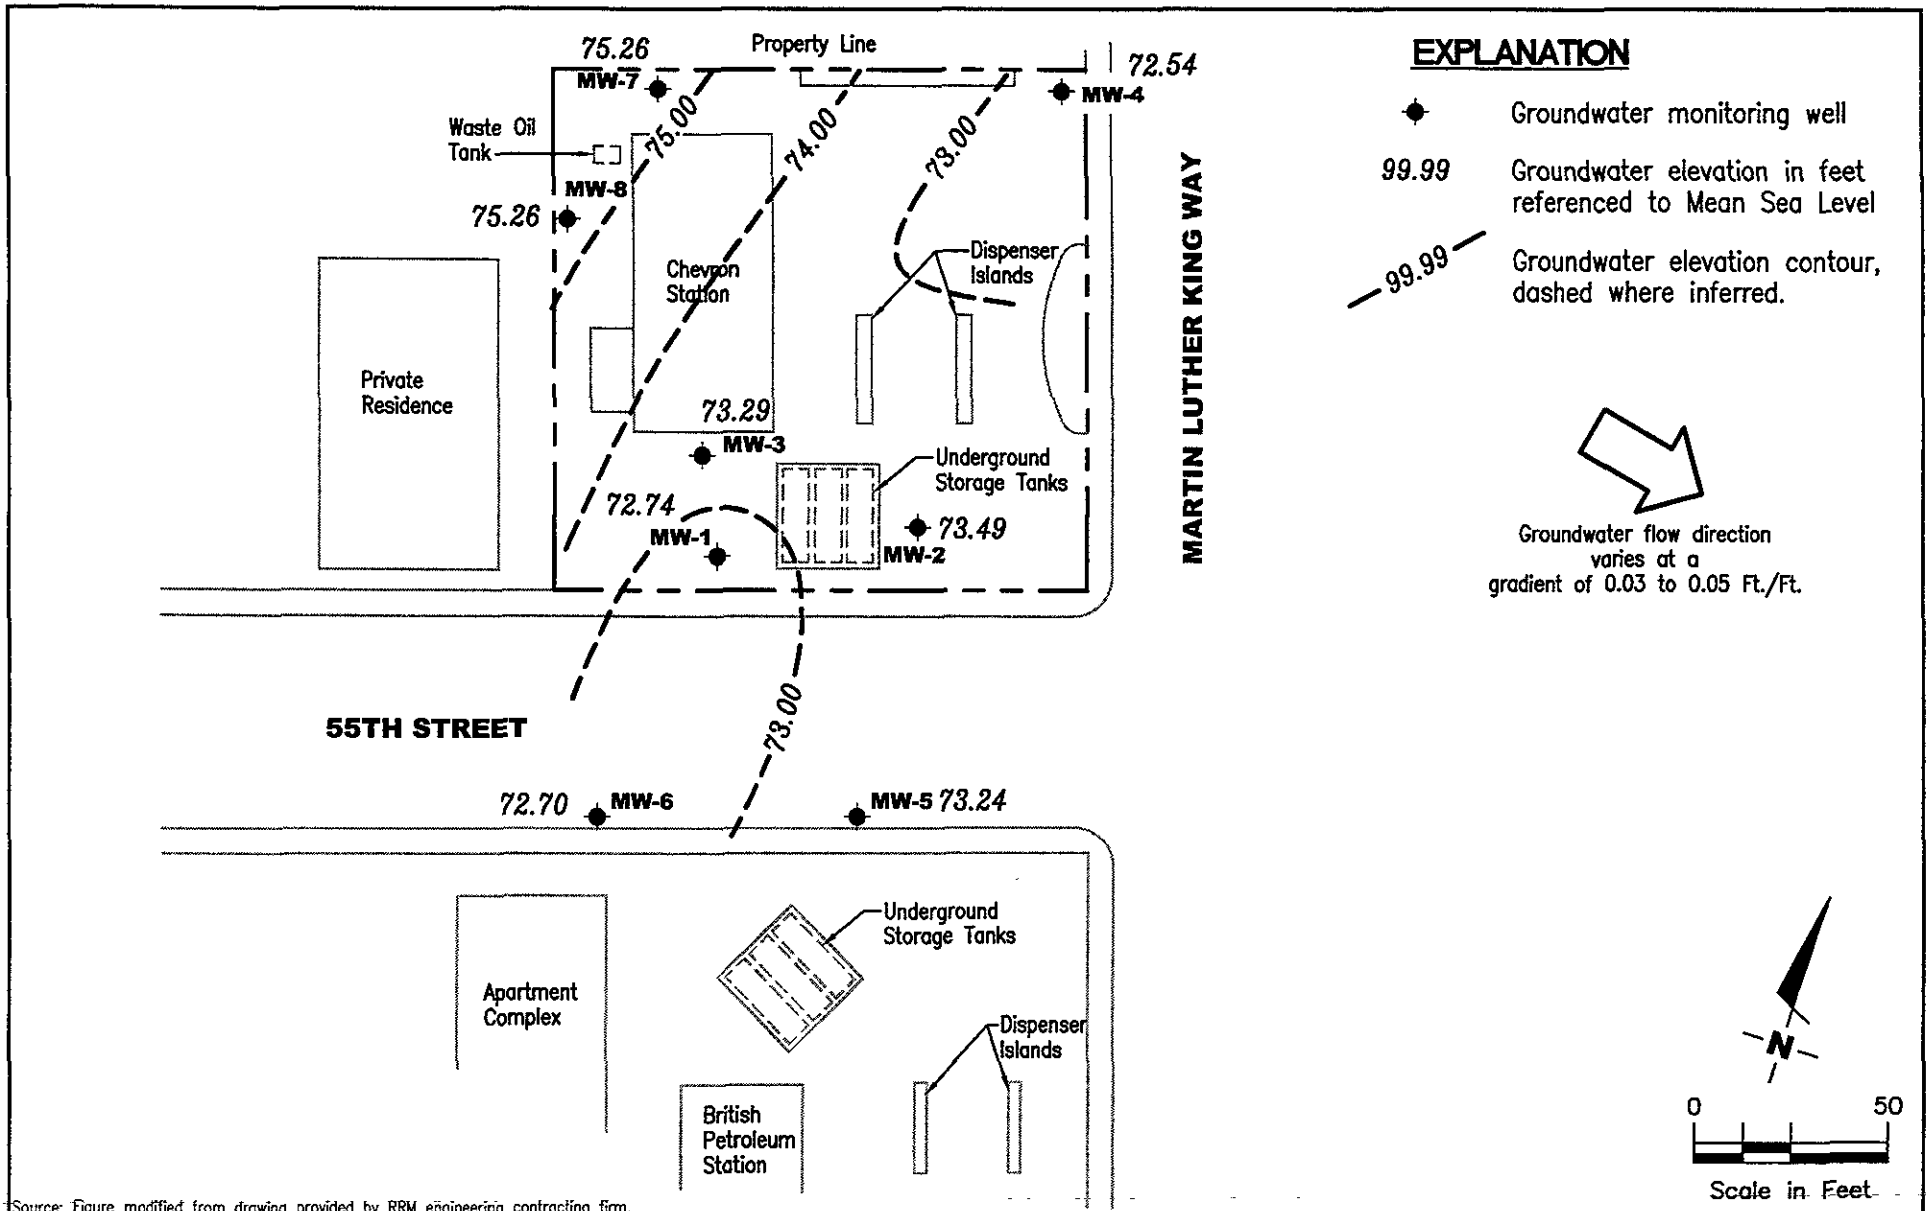 75.26
Property Line
72.54
MW-7
MW-4
EXPLANATION
Groundwater monitoring well
99.99
Groundwater elevation in feet
referenced to Mean Sea Level
99.99
Groundwater elevation contour,
dashed where inferred.
Waste Oil
Tank
75.00
74.00
73.00
MW-8
75.26
Chevron
Station
Dispenser
Islands
MARTIN LUTHER KING WAY
Private
Residence
73.29
MW-3
Underground
Storage Tanks
72.74
MW-1
73.49
MW-2
Groundwater flow direction
varies at a
gradient of 0.03 to 0.05 Ft./Ft.
55TH STREET
73.00
72.70
MW-6
MW-5 73.24
Underground
Storage Tanks
Apartment
Complex
Dispenser
Islands
British
Petroleum
Station
N
0 50
Scale in Feet
Source: Figure modified from drawing provided by RRM engineering contracting firm.